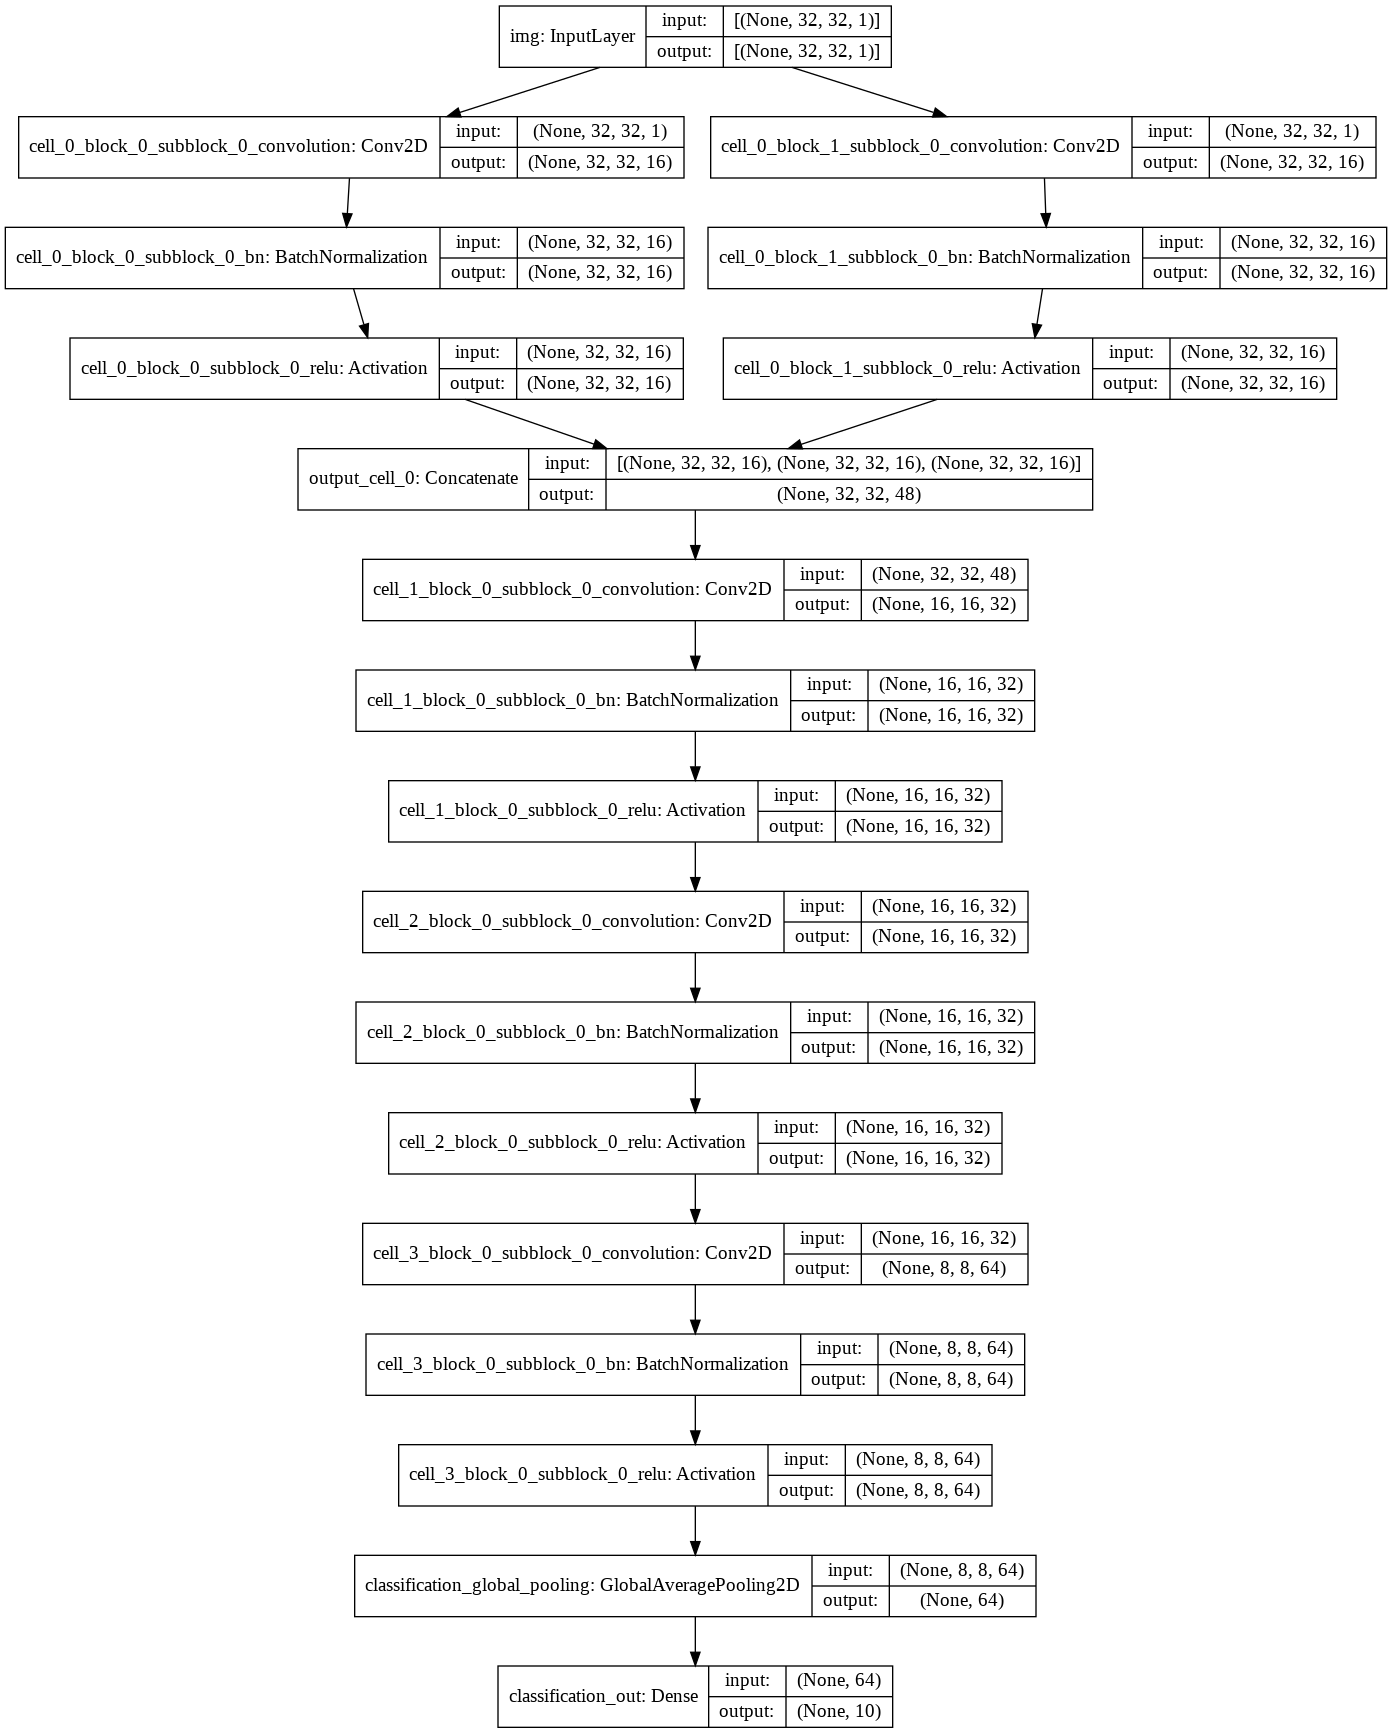 img: InputLayer
input: [(None, 32, 32, 1)]
output: [(None, 32, 32, 1)]
cell_0_block_0_subblock_0_convolution: Conv2D
input: (None, 32, 32, 1)
output: (None, 32, 32, 16)
cell_0_block_1_subblock_0_convolution: Conv2D
input: (None, 32, 32, 1)
output: (None, 32, 32, 16)
cell_0_block_0_subblock_0_bn: BatchNormalization
input: (None, 32, 32, 16)
output: (None, 32, 32, 16)
cell_0_block_1_subblock_0_bn: BatchNormalization
input: (None, 32, 32, 16)
output: (None, 32, 32, 16)
cell_0_block_0_subblock_0_relu: Activation
input: (None, 32, 32, 16)
output: (None, 32, 32, 16)
cell_0_block_1_subblock_0_relu: Activation
input: (None, 32, 32, 16)
output: (None, 32, 32, 16)
output_cell_0: Concatenate
input: [(None, 32, 32, 16), (None, 32, 32, 16), (None, 32, 32, 16)]
output: (None, 32, 32, 48)
cell_1_block_0_subblock_0_convolution: Conv2D
input: (None, 32, 32, 48)
output: (None, 16, 16, 32)
cell_1_block_0_subblock_0_bn: BatchNormalization
input: (None, 16, 16, 32)
output: (None, 16, 16, 32)
cell_1_block_0_subblock_0_relu: Activation
input: (None, 16, 16, 32)
output: (None, 16, 16, 32)
cell_2_block_0_subblock_0_convolution: Conv2D
input: (None, 16, 16, 32)
output: (None, 16, 16, 32)
cell_2_block_0_subblock_0_bn: BatchNormalization
input: (None, 16, 16, 32)
output: (None, 16, 16, 32)
cell_2_block_0_subblock_0_relu: Activation
input: (None, 16, 16, 32)
output: (None, 16, 16, 32)
cell_3_block_0_subblock_0_convolution: Conv2D
input: (None, 16, 16, 32)
output: (None, 8, 8, 64)
cell_3_block_0_subblock_0_bn: BatchNormalization
input: (None, 8, 8, 64)
output: (None, 8, 8, 64)
cell_3_block_0_subblock_0_relu: Activation
input: (None, 8, 8, 64)
output: (None, 8, 8, 64)
classification_global_pooling: GlobalAveragePooling2D
input: (None, 8, 8, 64)
output: (None, 64)
classification_out: Dense
input: (None, 64)
output: (None, 10)